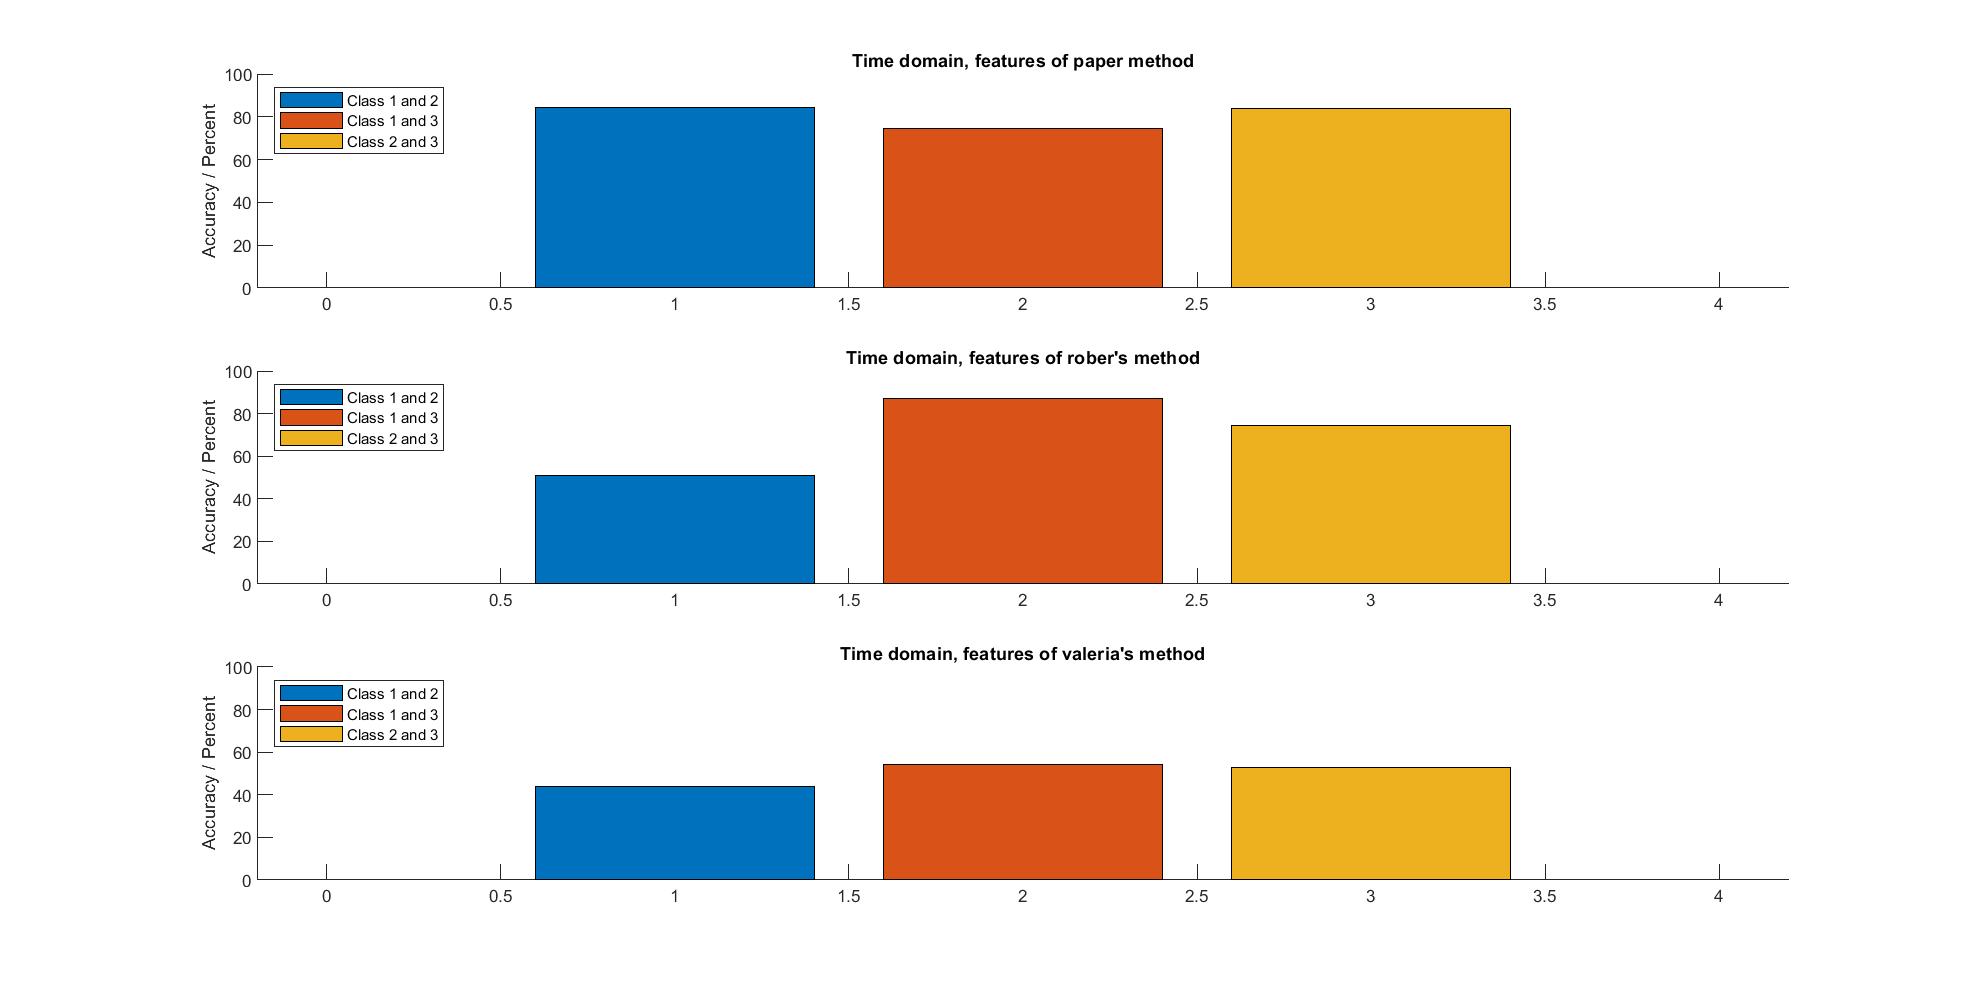 Time domain, features of paper method
100
80
60
40
20
0
Accuracy / Percent
Class 1 and 2
Class 1 and 3
Class 2 and 3
0 0.5 1 1.5 2 2.5 3 3.5 4
Time domain, features of rober's method
100
80
60
40
20
0
Accuracy / Percent
Class 1 and 2
Class 1 and 3
Class 2 and 3
0 0.5 1 1.5 2 2.5 3 3.5 4
Time domain, features of valeria's method
100
80
60
40
20
0
Accuracy / Percent
Class 1 and 2
Class 1 and 3
Class 2 and 3
0 0.5 1 1.5 2 2.5 3 3.5 4